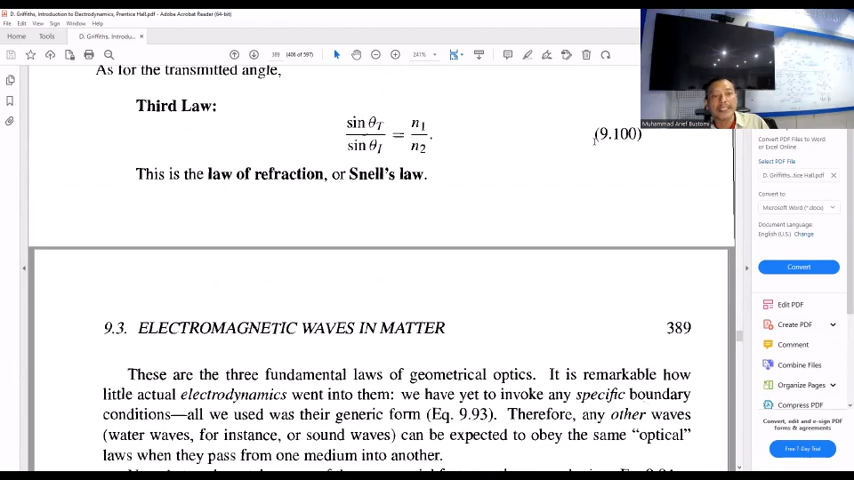 D. Griffiths, Introduction to Electrodynamics, Prentice Hall.pdf - Adobe Acrobat Reader (64-bit)
File Edit View Sign Window Help
Home Tools D. Griffiths, Introdu... ×
389 (406 of 597) 241%
As for the transmitted angle,
Third Law:
sin θT / sin θI = n1 / n2. (9.100)
This is the law of refraction, or Snell's law.
9.3. ELECTROMAGNETIC WAVES IN MATTER 389
These are the three fundamental laws of geometrical optics. It is remarkable how
little actual electrodynamics went into them: we have yet to invoke any specific boundary
conditions—all we used was their generic form (Eq. 9.93). Therefore, any other waves
(water waves, for instance, or sound waves) can be expected to obey the same “optical”
laws when they pass from one medium into another.
Muhammad Arief Bustomi
Convert PDF Files to Word
or Excel Online
Select PDF File
D. Griffiths...tice Hall.pdf ×
Convert to
Microsoft Word (*.docx)
Document Language:
English (U.S.) Change
Convert
Edit PDF
Create PDF
Comment
Combine Files
Organize Pages
Compress PDF
Convert, edit and e-sign PDF
forms & agreements
Free 7-Day Trial